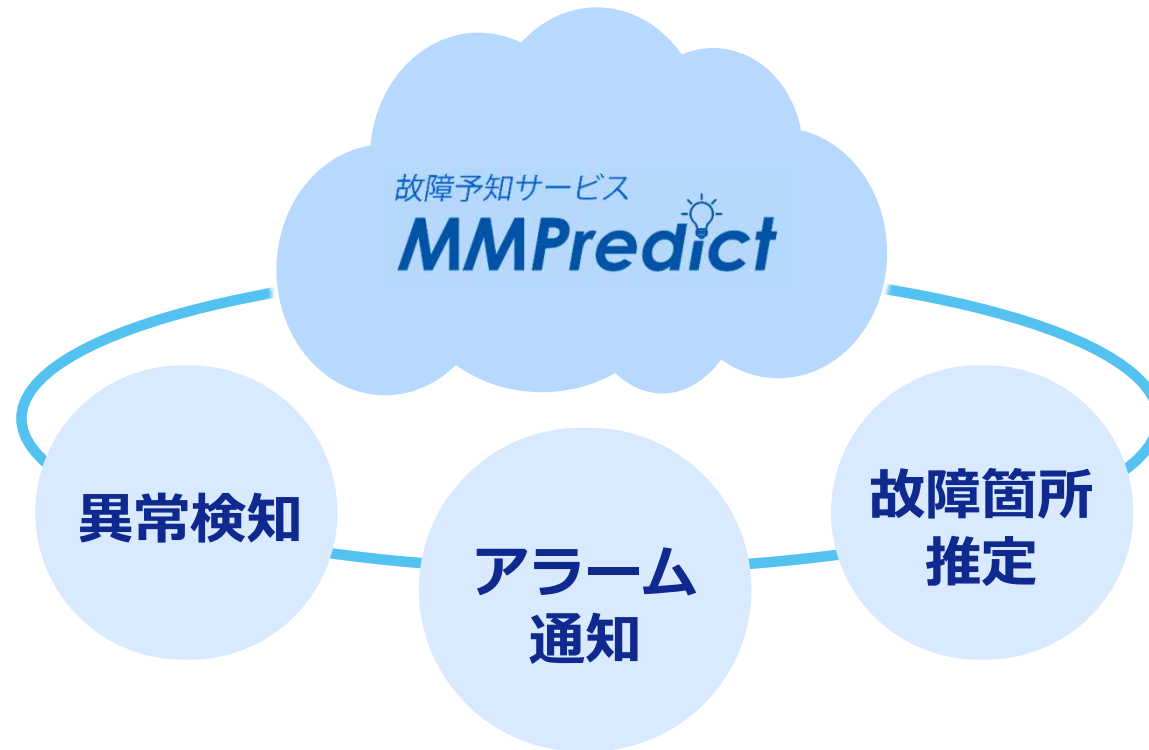 故障予知サービス
MMPredict
異常検知
アラーム
通知
故障箇所
推定